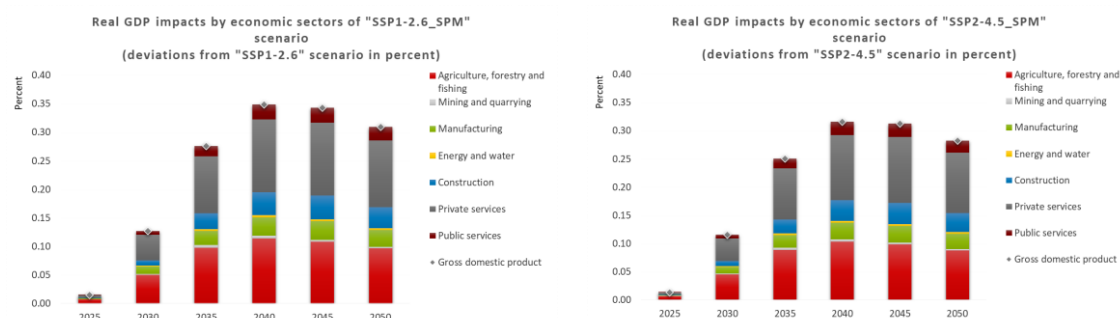 Real GDP impacts by economic sectors of "SSP1-2.6_SPM"
scenario
(deviations from "SSP1-2.6" scenario in percent)
Percent
0.40
0.35
0.30
0.25
0.20
0.15
0.10
0.05
0.00
2025 2030 2035 2040 2045 2050
Agriculture, forestry and
fishing
Mining and quarrying
Manufacturing
Energy and water
Construction
Private services
Public services
Gross domestic product
Real GDP impacts by economic sectors of "SSP2-4.5_SPM"
scenario
(deviations from "SSP2-4.5" scenario in percent)
Percent
0.40
0.35
0.30
0.25
0.20
0.15
0.10
0.05
0.00
2025 2030 2035 2040 2045 2050
Agriculture, forestry and
fishing
Mining and quarrying
Manufacturing
Energy and water
Construction
Private services
Public services
Gross domestic product